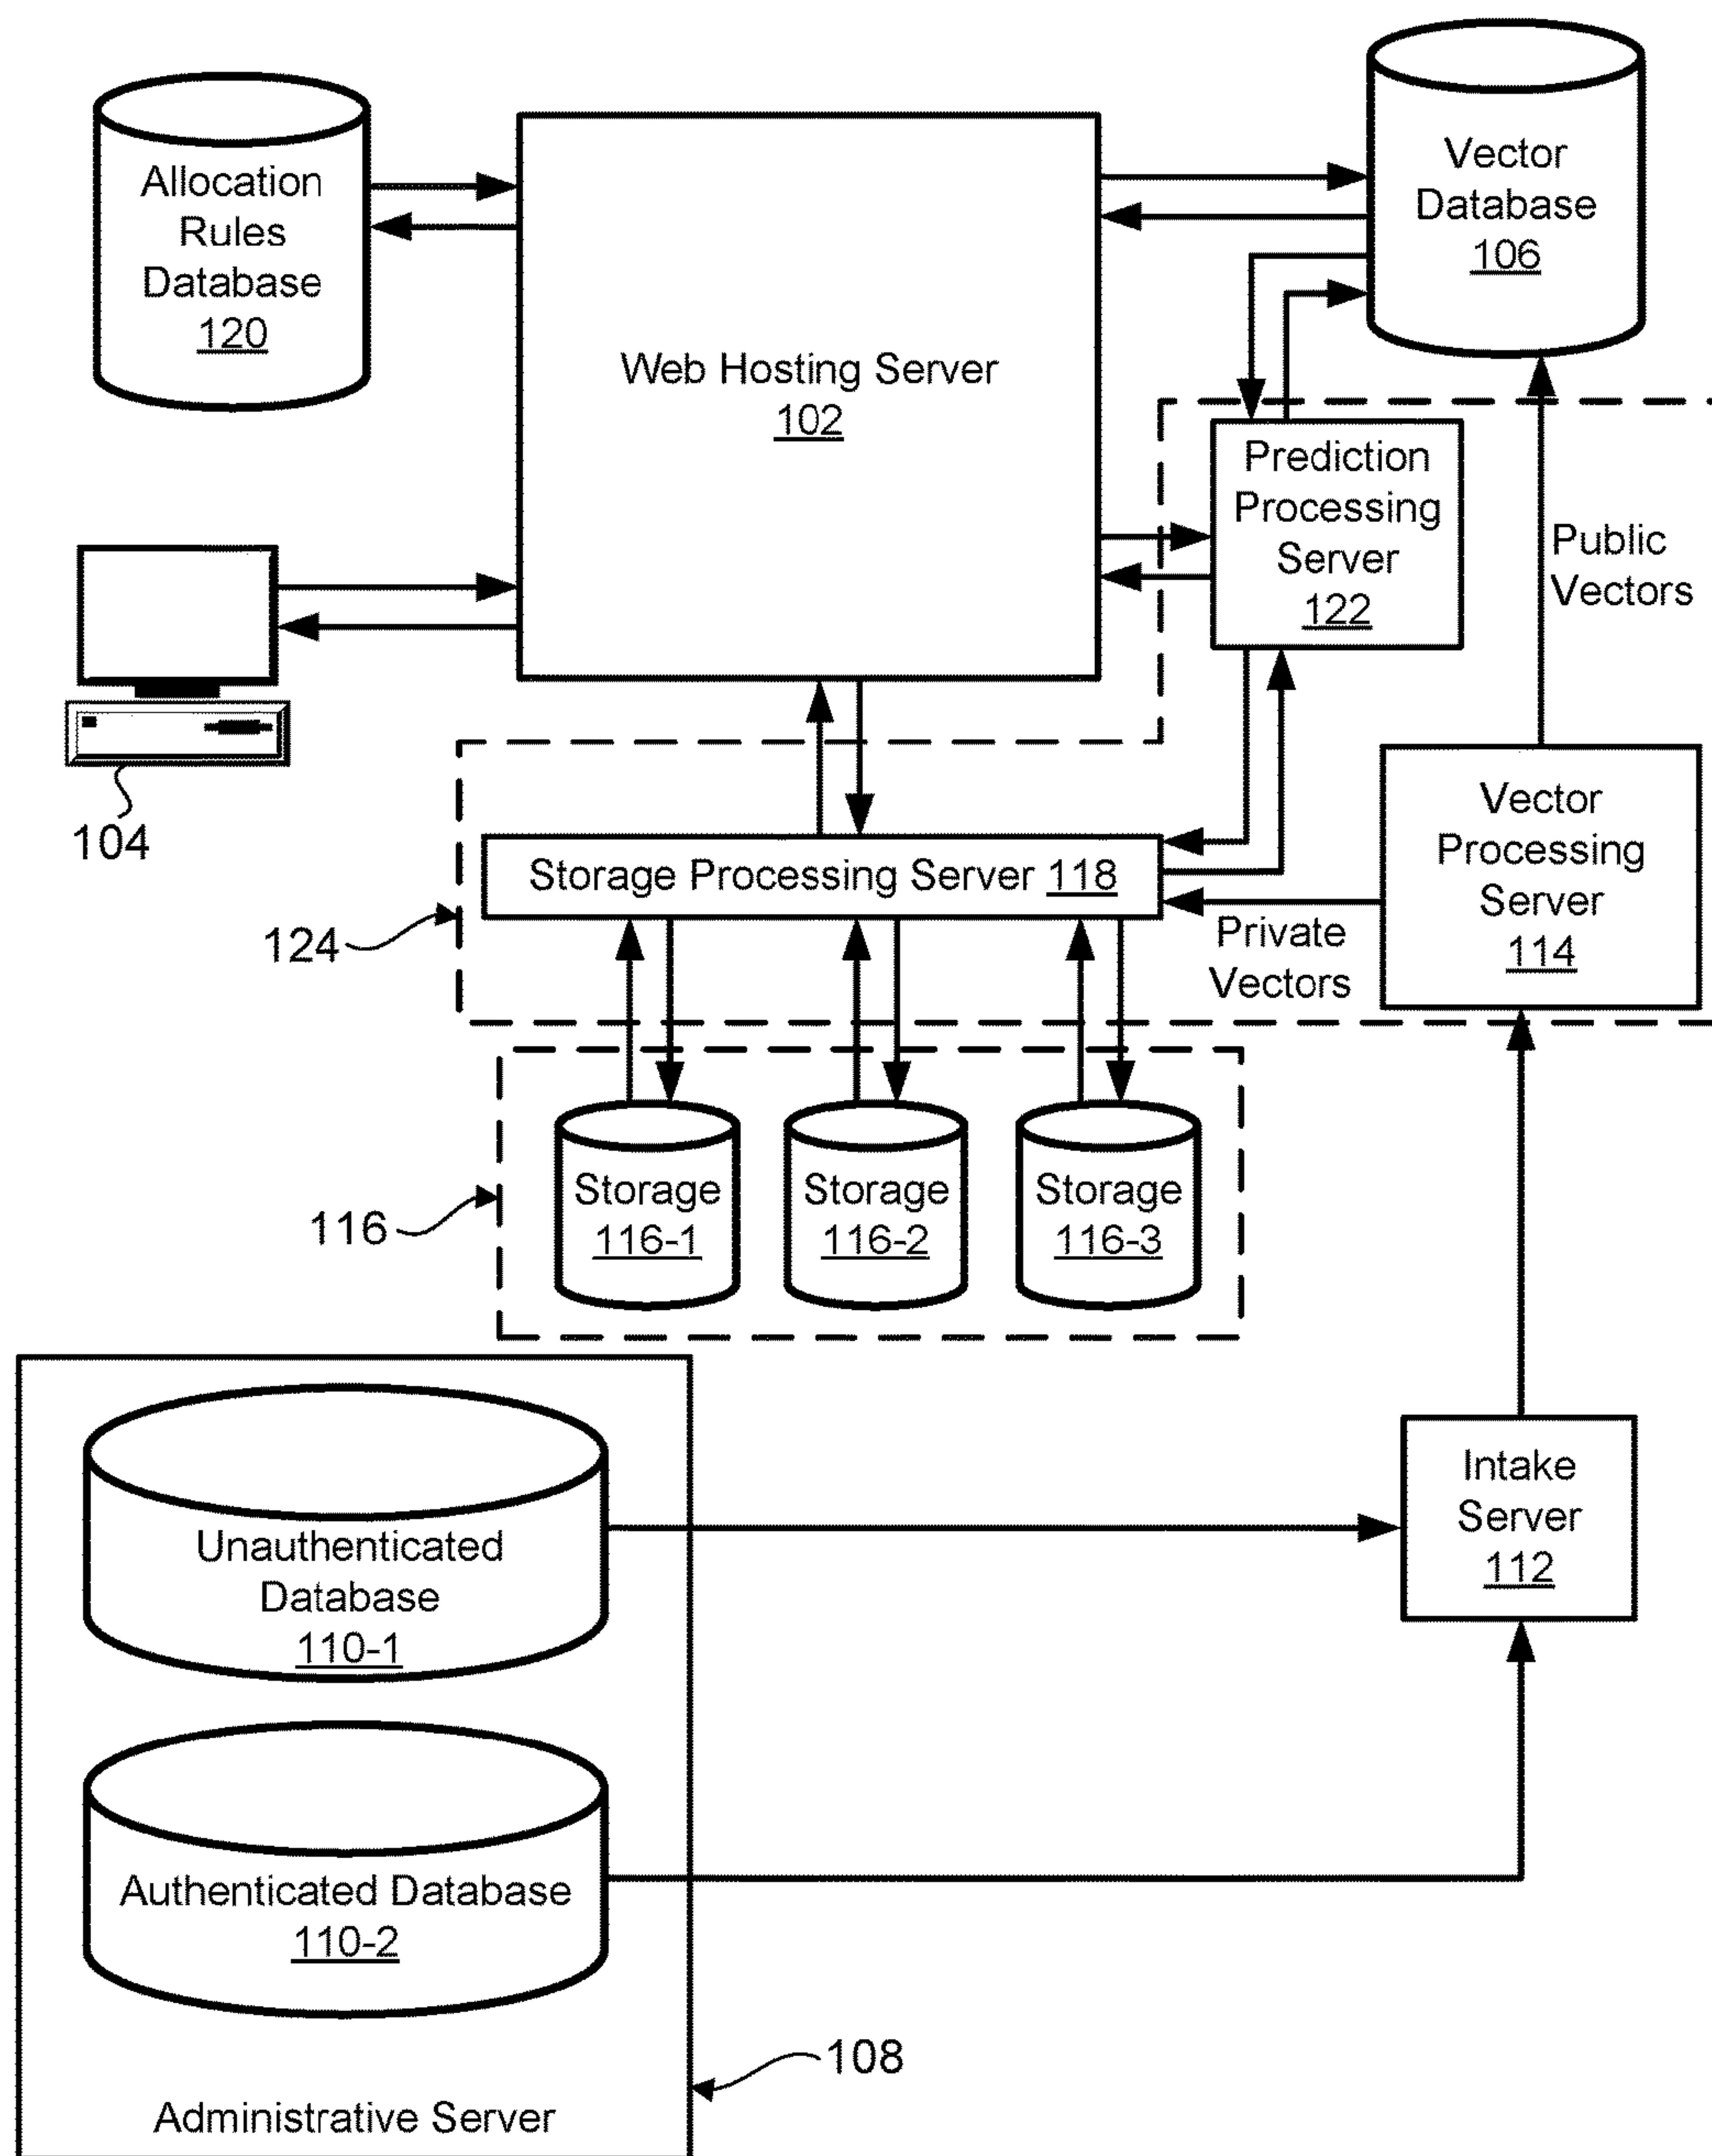 Allocation
Rules
Database
120
Web Hosting Server
102
Vector
Database
106
Prediction
Processing
Server
122
Public
Vectors
104
Storage Processing Server 118
Vector
Processing
Server
114
124
Private
Vectors
Storage
116-1
Storage
116-2
Storage
116-3
116
Unauthenticated
Database
110-1
Intake
Server
112
Authenticated Database
110-2
108
Administrative Server